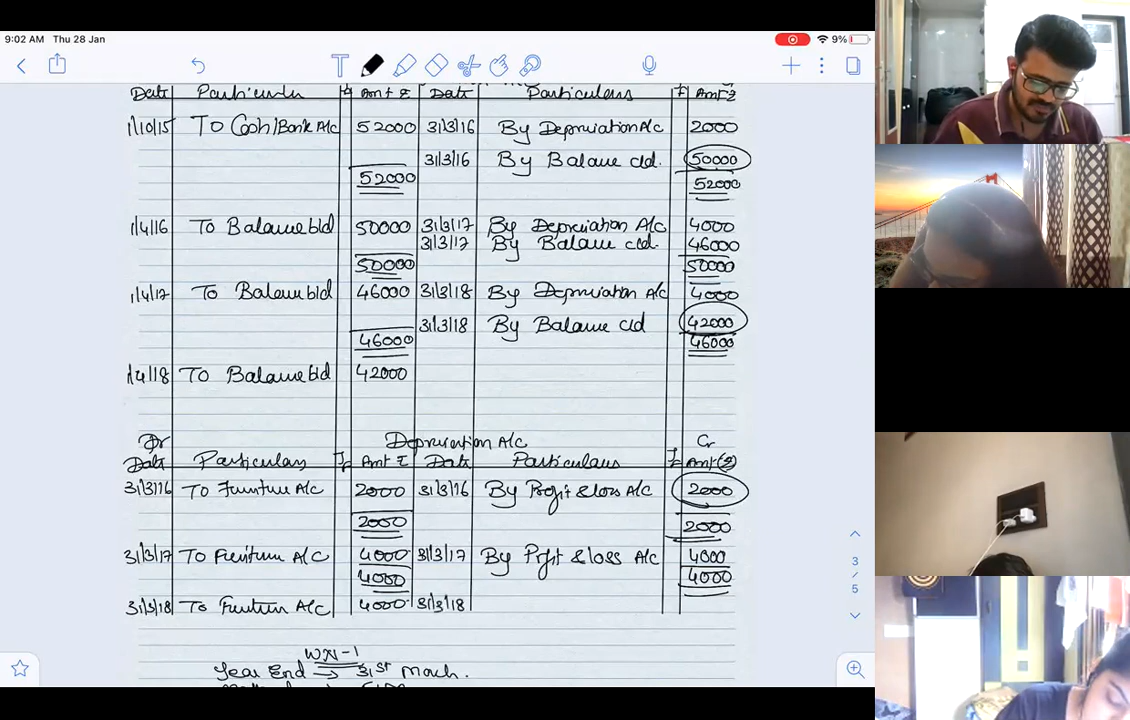 9:02 AM Thu 28 Jan 9%
T
Date Particulars Amt ₹ Date Particulars Amt ₹
1/10/15 To Cash/Bank A/c 52000 31/3/16 By Depreciation A/c 2000
31/3/16 By Balance c/d. 50000
52000 52000
1/4/16 To Balance b/d 50000 31/3/17 By Depreciation A/c 4000
31/3/17 By Balance c/d. 46000
50000 50000
1/4/17 To Balance b/d 46000 31/3/18 By Depreciation A/c 4000
31/3/18 By Balance c/d 42000
46000 46000
1/4/18 To Balance b/d 42000
Dr Depreciation A/c Cr
Date Particulars Amt ₹ Date Particulars Amt (₹)
31/3/16 To Furniture A/c 2000 31/3/16 By Profit & loss A/c 2000
2000 2000
31/3/17 To Furniture A/c 4000 31/3/17 By Profit & loss A/c 4000
4000 4000
31/3/18 To Furniture A/c 4000 31/3/18
WN-1
Year End → 31st March.
3
/
5